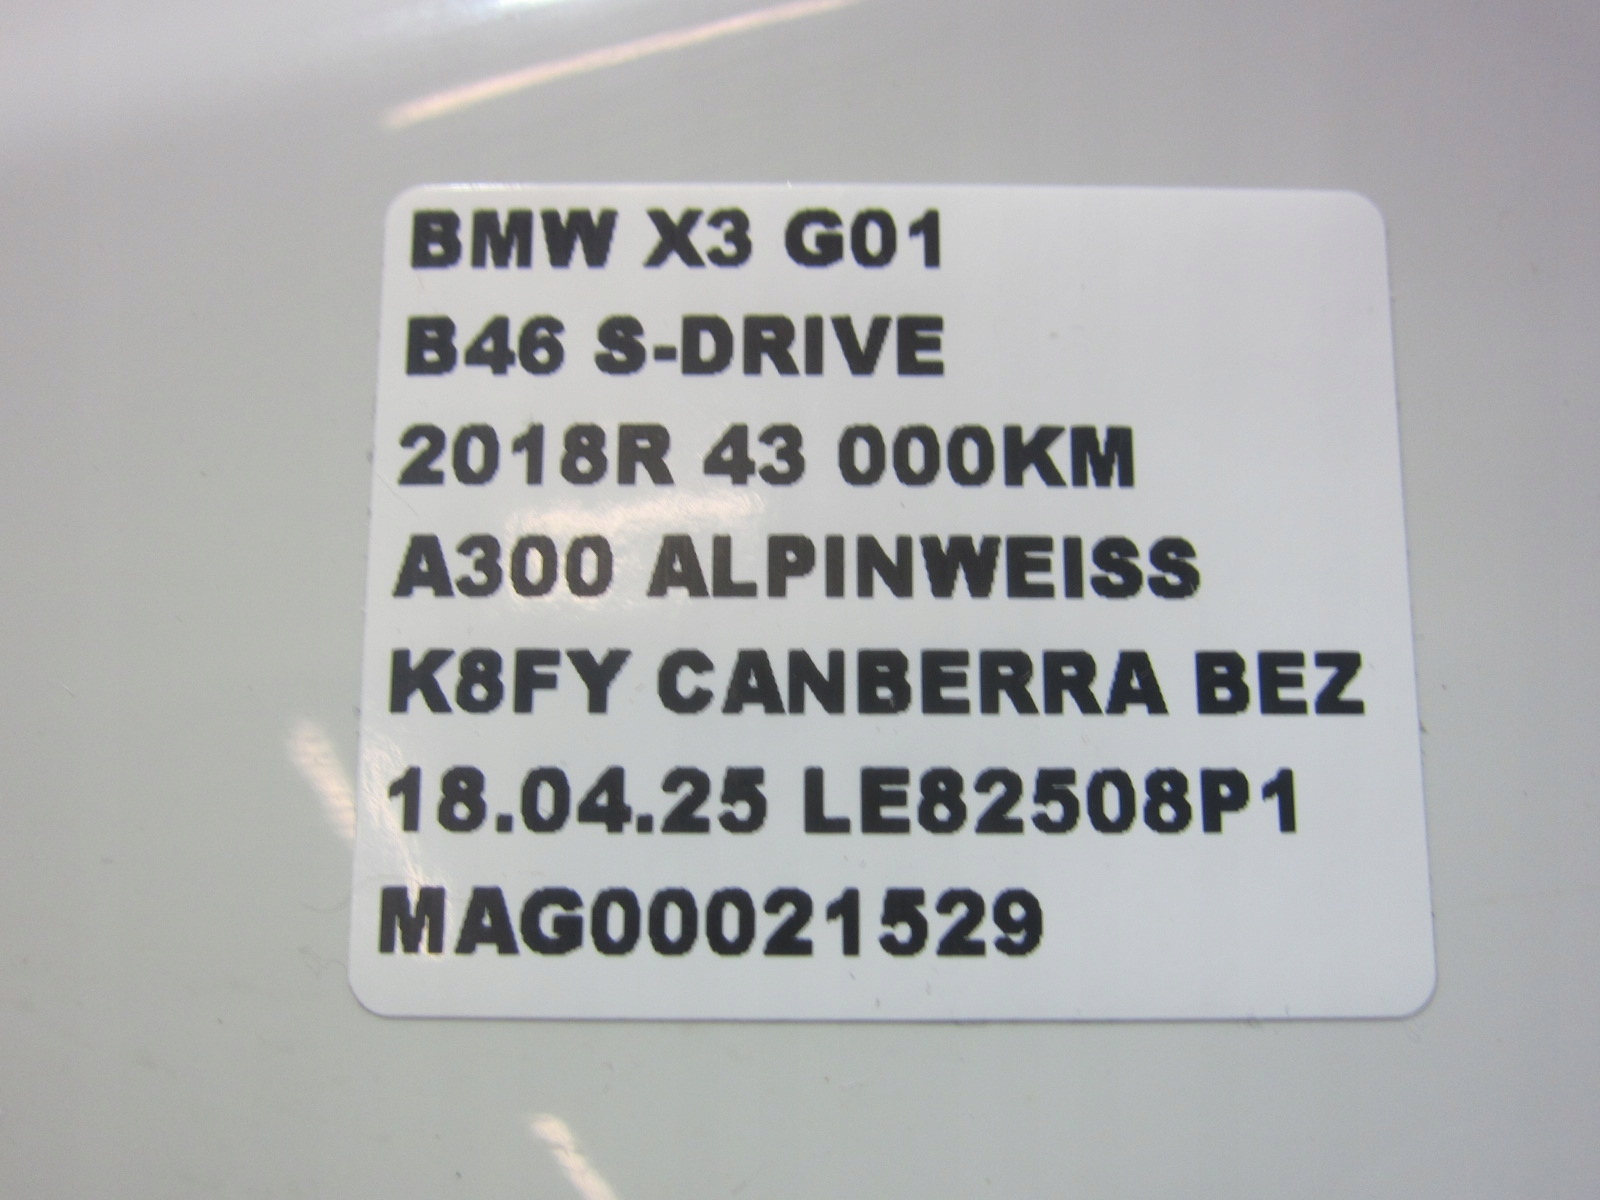 BMW X3 G01
B46 S-DRIVE
2018R 43 000KM
A300 ALPINWEISS
K8FY CANBERRA BEZ
18.04.25 LE82508P1
MAG00021529